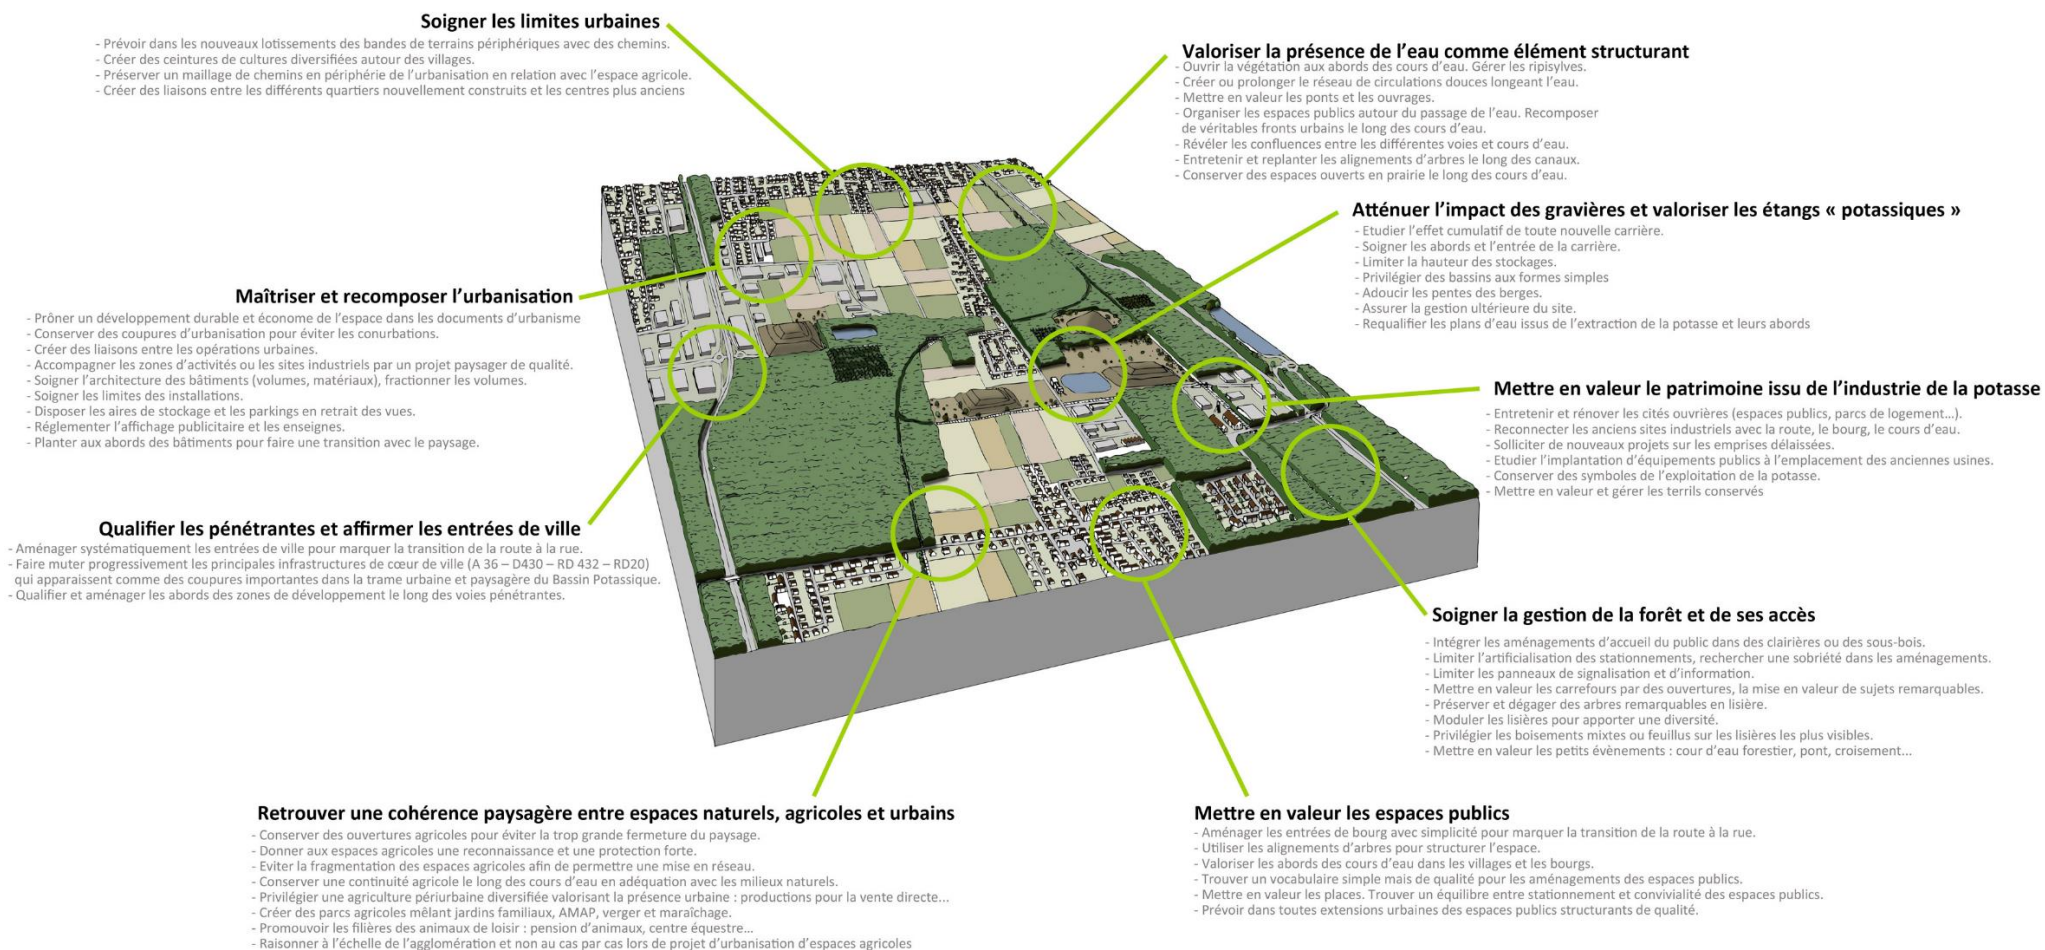 Soigner les limites urbaines
- Prévoir dans les nouveaux lotissements des bandes de terrains périphériques avec des chemins.
- Créer des ceintures de cultures diversifiées autour des villages.
- Préserver un maillage de chemins en périphérie de l'urbanisation en relation avec l'espace agricole.
- Créer des liaisons entre les différents quartiers nouvellement construits et les centres plus anciens
Valoriser la présence de l'eau comme élément structurant
- Ouvrir la végétation aux abords des cours d'eau. Gérer les ripisylves.
- Créer ou prolonger le réseau de circulations douces longeant l'eau.
- Mettre en valeur les ponts et les ouvrages.
- Organiser les espaces publics autour du passage de l'eau. Recomposer
de véritables fronts urbains le long des cours d'eau.
- Révéler les confluences entre les différentes voies et cours d'eau.
- Entretenir et replanter les alignements d'arbres le long des canaux.
- Conserver des espaces ouverts en prairie le long des cours d'eau.
Atténuer l'impact des gravières et valoriser les étangs « potassiques »
- Etudier l'effet cumulatif de toute nouvelle carrière.
- Soigner les abords et l'entrée de la carrière.
- Limiter la hauteur des stockages.
- Privilégier des bassins aux formes simples
- Adoucir les pentes des berges.
- Assurer la gestion ultérieure du site.
- Requalifier les plans d'eau issus de l'extraction de la potasse et leurs abords
Maîtriser et recomposer l'urbanisation
- Prôner un développement durable et économe de l'espace dans les documents d'urbanisme
- Conserver des coupures d'urbanisation pour éviter les conurbations.
- Créer des liaisons entre les opérations urbaines.
- Accompagner les zones d'activités ou les sites industriels par un projet paysager de qualité.
- Soigner l'architecture des bâtiments (volumes, matériaux), fractionner les volumes.
- Soigner les limites des installations.
- Disposer les aires de stockage et les parkings en retrait des vues.
- Réglementer l'affichage publicitaire et les enseignes.
- Planter aux abords des bâtiments pour faire une transition avec le paysage.
Mettre en valeur le patrimoine issu de l'industrie de la potasse
- Entretenir et rénover les cités ouvrières (espaces publics, parcs de logement...).
- Reconnecter les anciens sites industriels avec la route, le bourg, le cours d'eau.
- Solliciter de nouveaux projets sur les emprises délaissées.
- Etudier l'implantation d'équipements publics à l'emplacement des anciennes usines.
- Conserver des symboles de l'exploitation de la potasse.
- Mettre en valeur et gérer les terrils conservés
Qualifier les pénétrantes et affirmer les entrées de ville
- Aménager systématiquement les entrées de ville pour marquer la transition de la route à la rue.
- Faire muter progressivement les principales infrastructures de cœur de ville (A 36 – D430 – RD 432 – RD20)
qui apparaissent comme des coupures importantes dans la trame urbaine et paysagère du Bassin Potassique.
- Qualifier et aménager les abords des zones de développement le long des voies pénétrantes.
Soigner la gestion de la forêt et de ses accès
- Intégrer les aménagements d'accueil du public dans des clairières ou des sous-bois.
- Limiter l'artificialisation des stationnements, rechercher une sobriété dans les aménagements.
- Limiter les panneaux de signalisation et d'information.
- Mettre en valeur les carrefours par des ouvertures, la mise en valeur de sujets remarquables.
- Préserver et dégager des arbres remarquables en lisière.
- Moduler les lisières pour apporter une diversité.
- Privilégier les boisements mixtes ou feuillus sur les lisières les plus visibles.
- Mettre en valeur les petits évènements : cour d'eau forestier, pont, croisement...
Retrouver une cohérence paysagère entre espaces naturels, agricoles et urbains
- Conserver des ouvertures agricoles pour éviter la trop grande fermeture du paysage.
- Donner aux espaces agricoles une reconnaissance et une protection forte.
- Eviter la fragmentation des espaces agricoles afin de permettre une mise en réseau.
- Conserver une continuité agricole le long des cours d'eau en adéquation avec les milieux naturels.
- Privilégier une agriculture périurbaine diversifiée valorisant la présence urbaine : productions pour la vente directe...
- Créer des parcs agricoles mêlant jardins familiaux, AMAP, verger et maraîchage.
- Promouvoir les filières des animaux de loisir : pension d'animaux, centre équestre...
- Raisonner à l'échelle de l'agglomération et non au cas par cas lors de projet d'urbanisation d'espaces agricoles
Mettre en valeur les espaces publics
- Aménager les entrées de bourg avec simplicité pour marquer la transition de la route à la rue.
- Utiliser les alignements d'arbres pour structurer l'espace.
- Valoriser les abords des cours d'eau dans les villages et les bourgs.
- Trouver un vocabulaire simple mais de qualité pour les aménagements des espaces publics.
- Mettre en valeur les places. Trouver un équilibre entre stationnement et convivialité des espaces publics.
- Prévoir dans toutes extensions urbaines des espaces publics structurants de qualité.